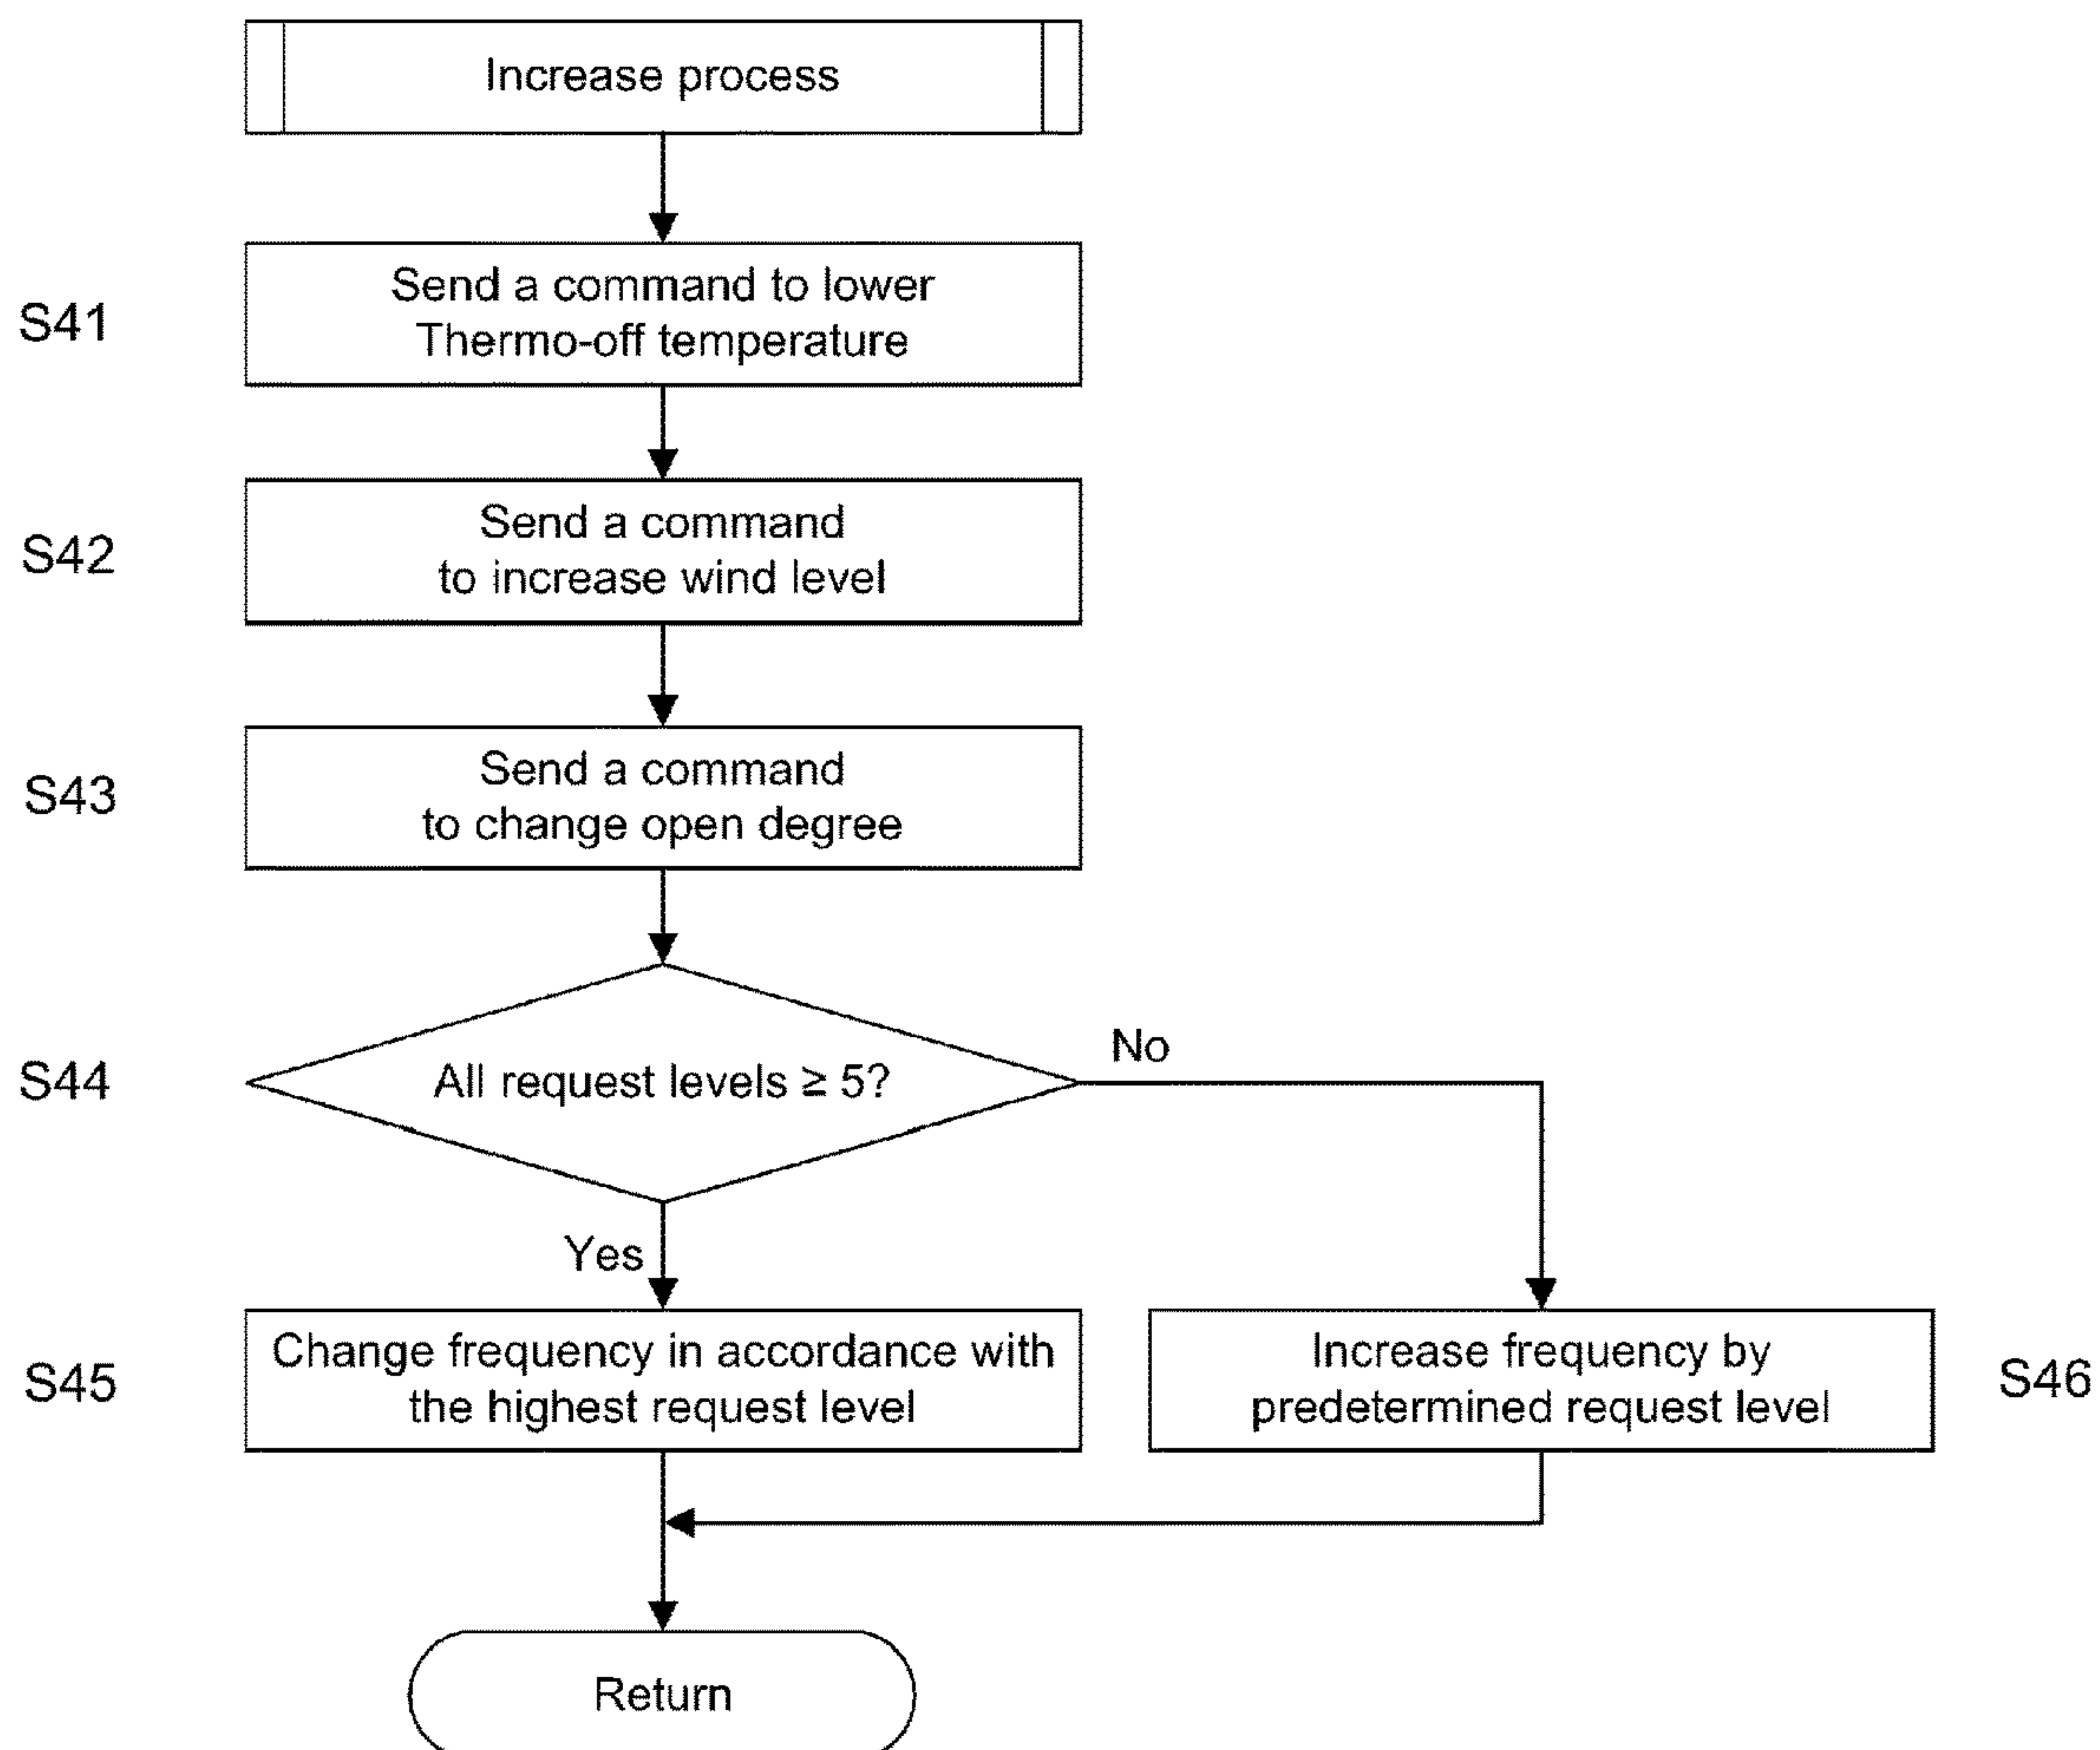 Increase process
S41
Send a command to lower
Thermo-off temperature
S42
Send a command
to increase wind level
S43
Send a command
to change open degree
S44
All request levels ≥ 5?
No
Yes
S45
Change frequency in accordance with
the highest request level
Increase frequency by
predetermined request level
S46
Return